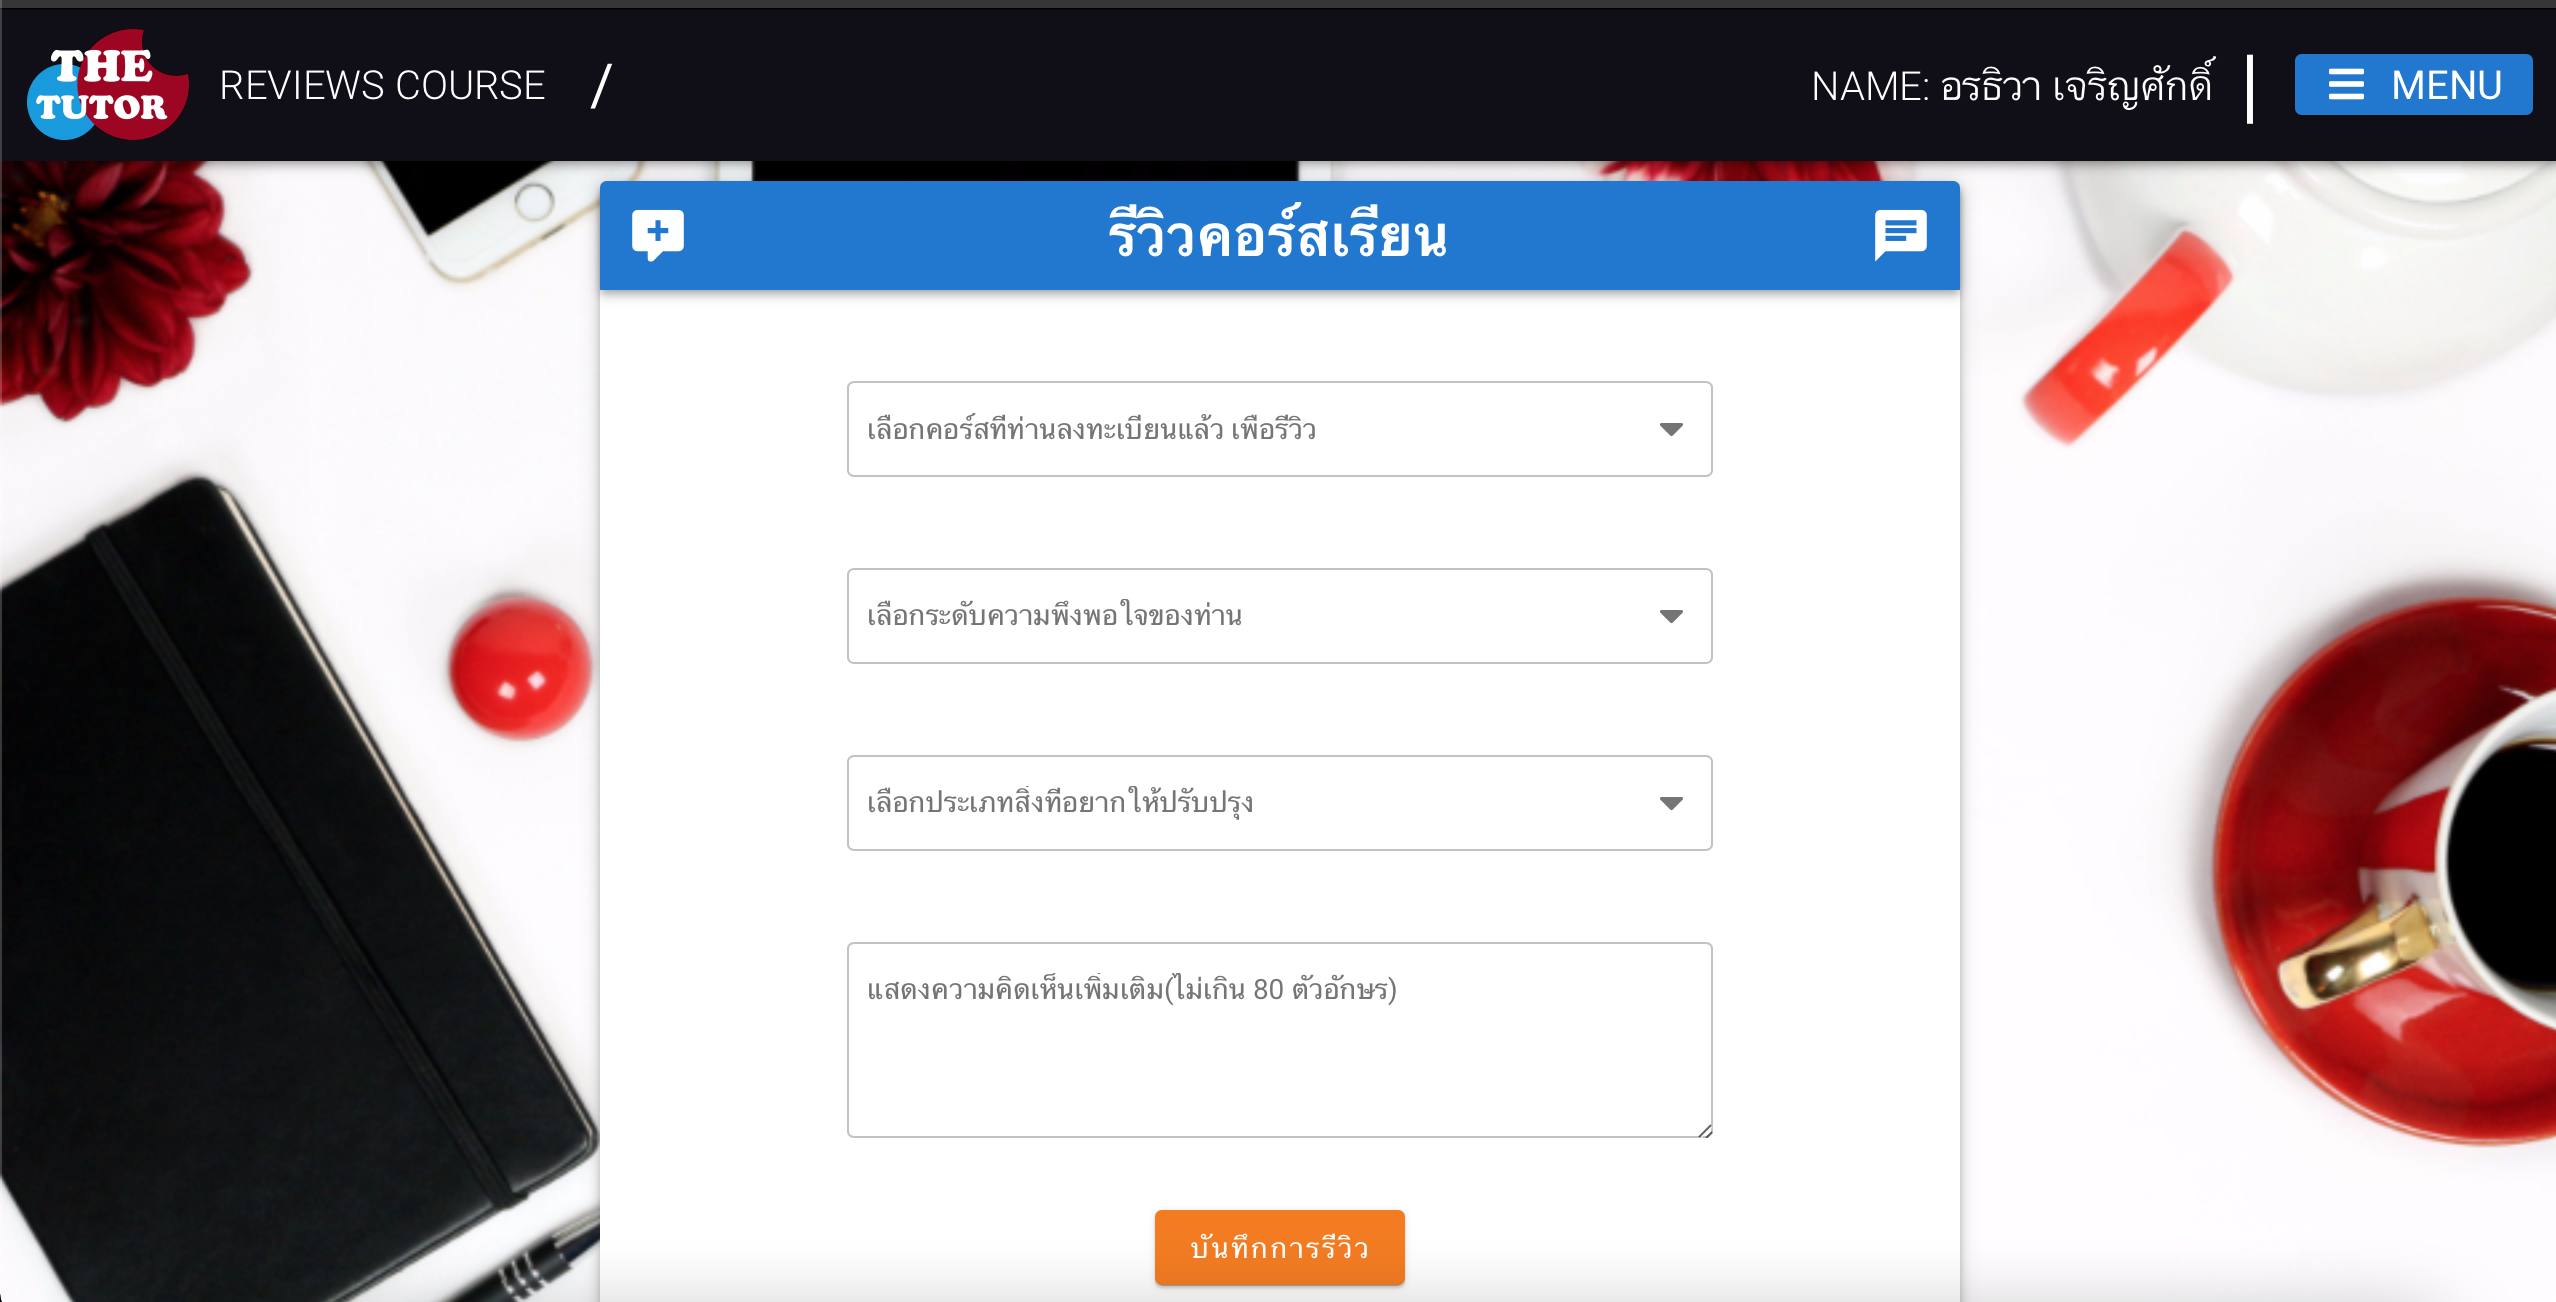 THE
TUTOR
REVIEWS COURSE /
NAME: อรธิวา เจริญศักดิ์
MENU
รีวิวคอร์สเรียน
เลือกคอร์สที่ท่านลงทะเบียนแล้ว เพื่อรีวิว
เลือกระดับความพึงพอใจของท่าน
เลือกประเภทสิ่งที่อยากให้ปรับปรุง
แสดงความคิดเห็นเพิ่มเติม(ไม่เกิน 80 ตัวอักษร)
บันทึกการรีวิว